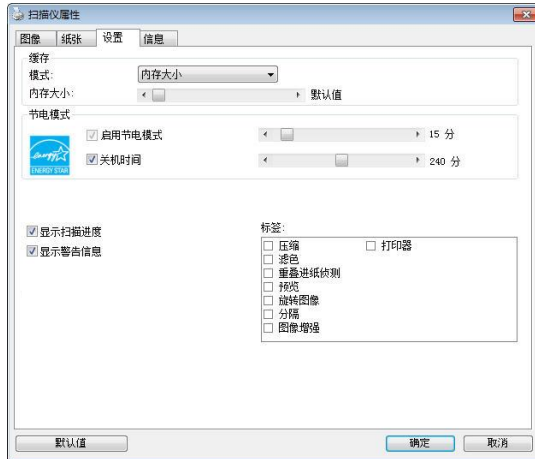 扫描仪属性
图像 纸张 设置 信息
缓存
模式: 内存大小
内存大小: 默认值
节电模式
启用节电模式 15 分
关机时间 240 分
ENERGY STAR
显示扫描进度
显示警告信息
标签:
压缩 打印器
滤色
重叠进纸侦测
预览
旋转图像
分隔
图像增强
默认值 确定 取消